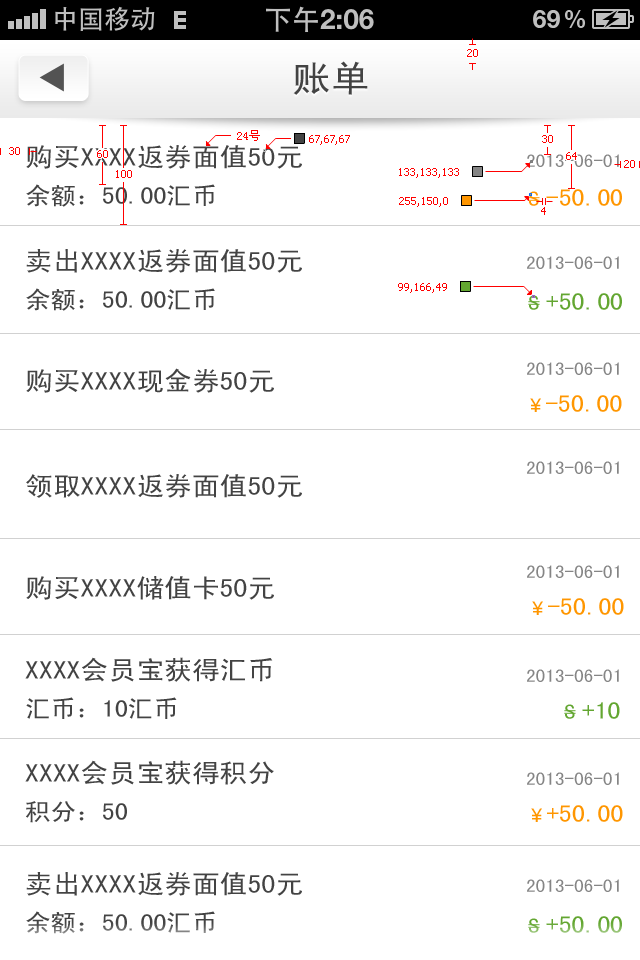 中国移动 E 下午2:06 69%
账单
20
24号 67,67,67
30 60 100
购买XXXX返券面值50元 2013-06-01
30 64 120
133,133,133
余额：50.00汇币 S -50.00
255,150,0
4
卖出XXXX返券面值50元 2013-06-01
99,166,49
余额：50.00汇币 S +50.00
购买XXXX现金券50元 2013-06-01
¥ -50.00
领取XXXX返券面值50元 2013-06-01
购买XXXX储值卡50元 2013-06-01
¥ -50.00
XXXX会员宝获得汇币 2013-06-01
汇币：10汇币 S +10
XXXX会员宝获得积分 2013-06-01
积分：50 ¥ +50.00
卖出XXXX返券面值50元 2013-06-01
余额：50.00汇币 S +50.00